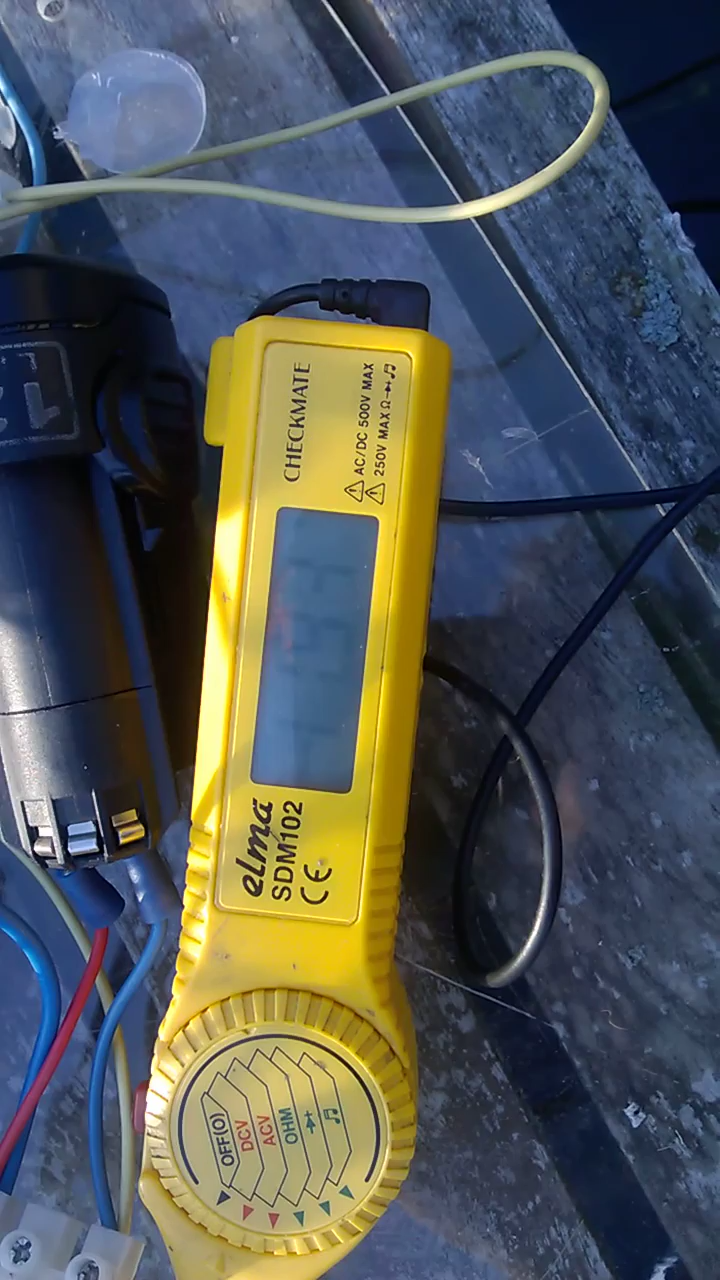 CHECKMATE
⚠ AC/DC 500V MAX
⚠ 250V MAX Ω
elma
SDM102
CE
OFF(O)
DCV
ACV
OHM